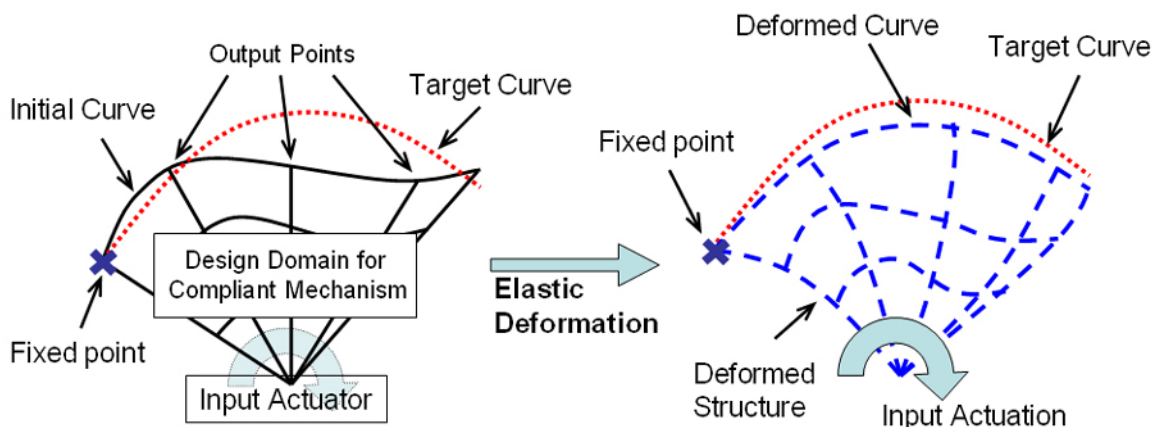 Output Points
Initial Curve
Target Curve
Design Domain for
Compliant Mechanism
Fixed point
Input Actuator
Elastic
Deformation
Deformed Curve
Target Curve
Fixed point
Deformed
Structure
Input Actuation